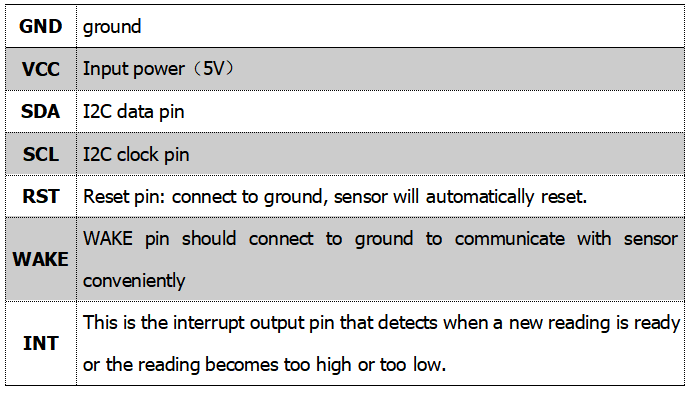 GND ground
VCC Input power（5V）
SDA I2C data pin
SCL I2C clock pin
RST Reset pin: connect to ground, sensor will automatically reset.
WAKE WAKE pin should connect to ground to communicate with sensor
conveniently
INT This is the interrupt output pin that detects when a new reading is ready
or the reading becomes too high or too low.